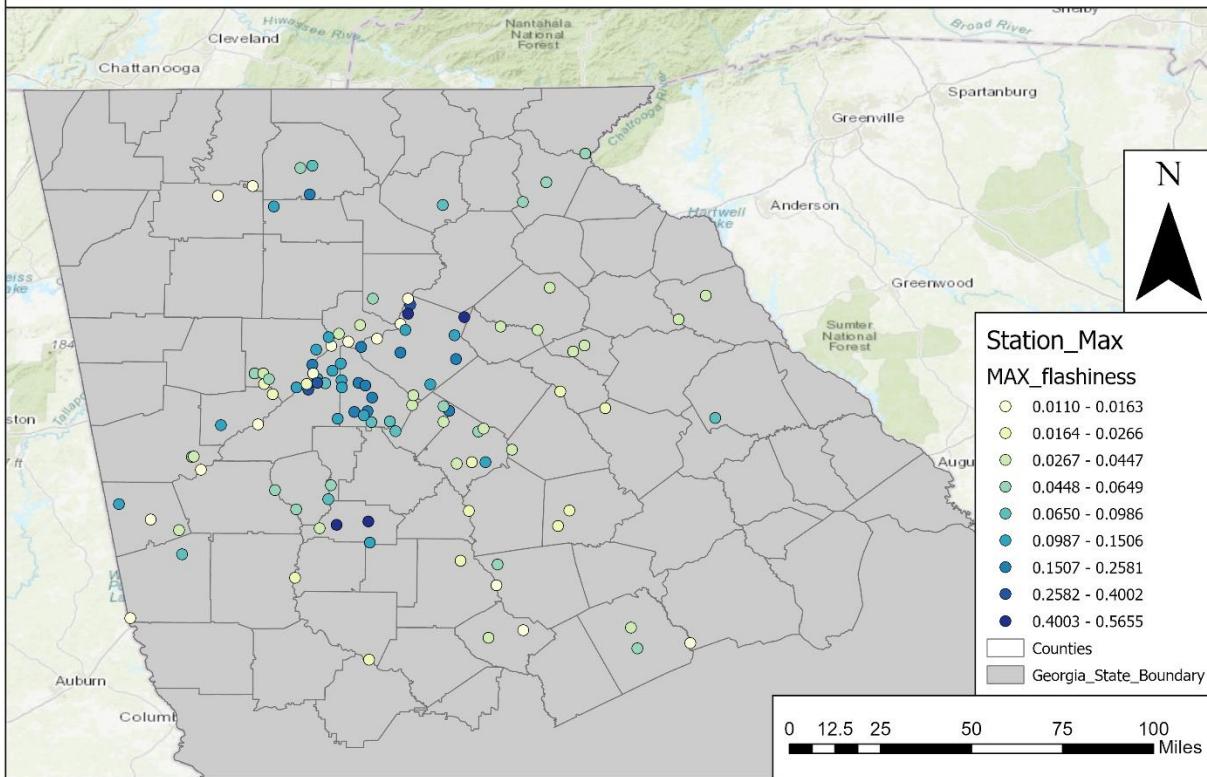 Shelby
Hiwassee River
Nantahala
National
Forest
Broad River
Cleveland
Chattanooga
Spartanburg
Chattooga River
Greenville
N
Hartwell
Lake
Anderson
Greenwood
Sumter
National
Forest
184
ston
Augu
Auburn
Columb
Station_Max
MAX_flashiness
0.0110 - 0.0163
0.0164 - 0.0266
0.0267 - 0.0447
0.0448 - 0.0649
0.0650 - 0.0986
0.0987 - 0.1506
0.1507 - 0.2581
0.2582 - 0.4002
0.4003 - 0.5655
Counties
Georgia_State_Boundary
0 12.5 25 50 75 100
Miles